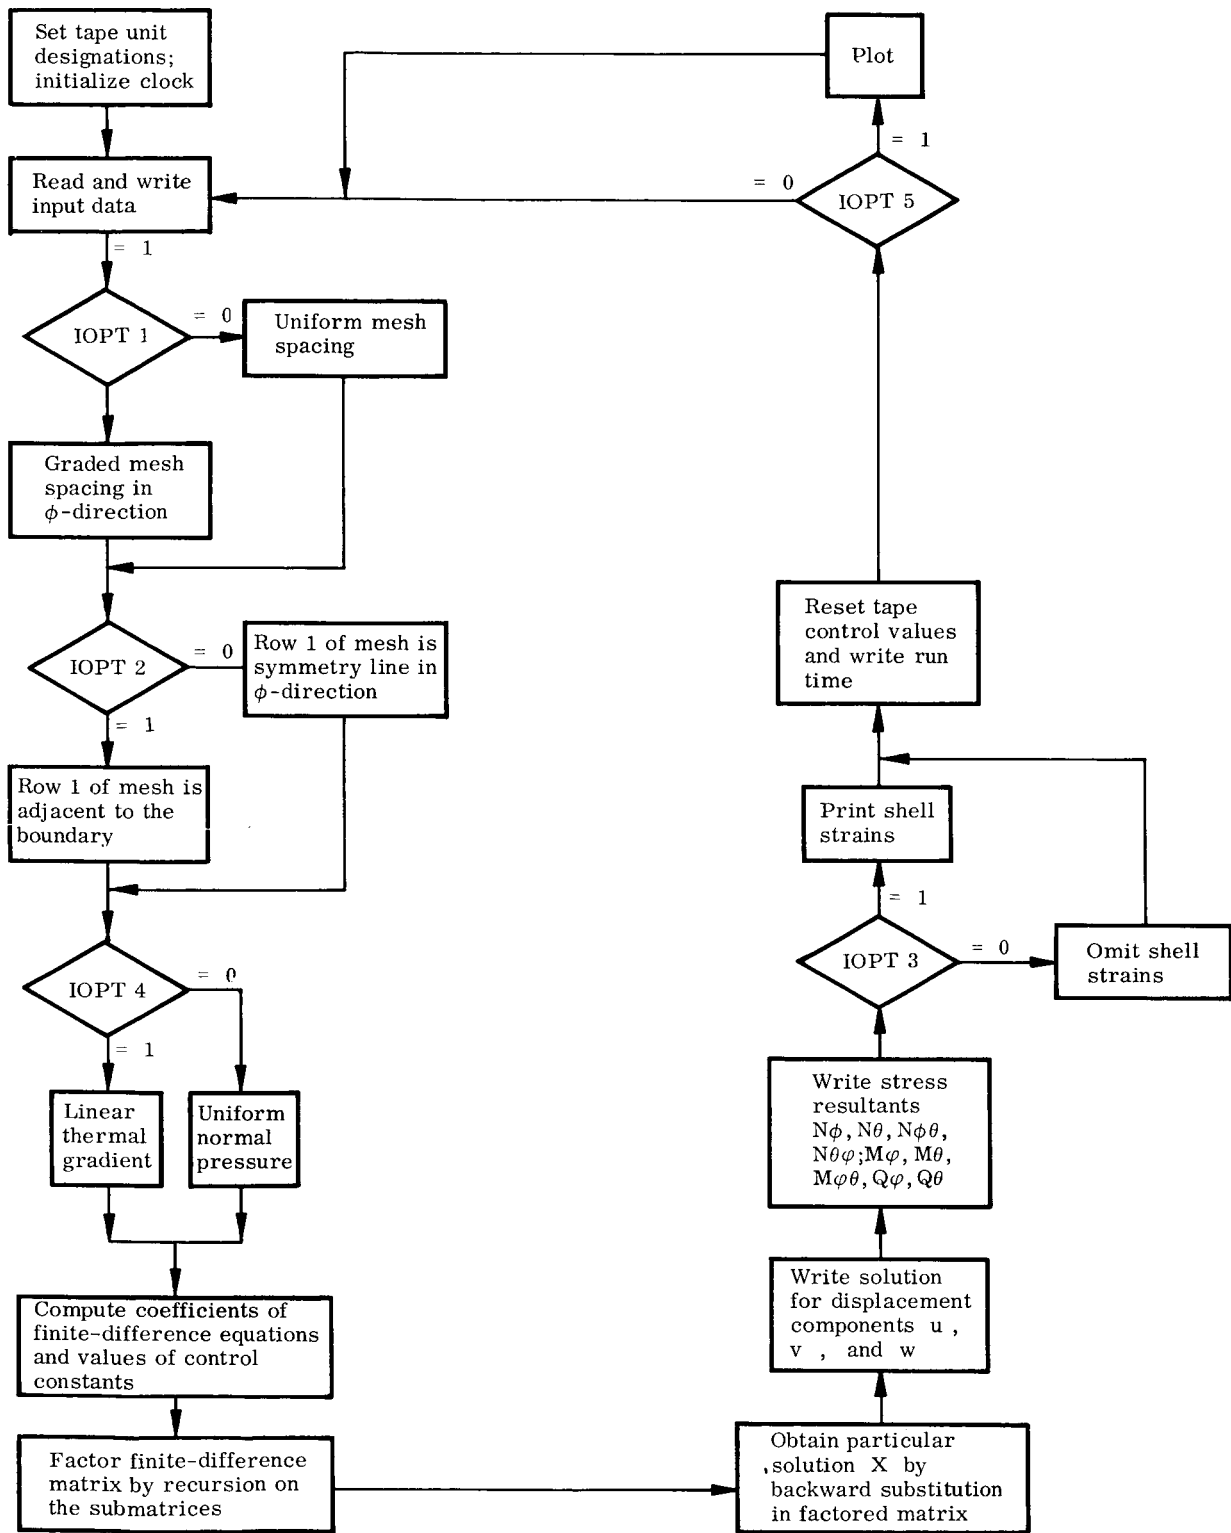 Set tape unit
designations;
initialize clock
Read and write
input data
= 1
IOPT 1
= 0
Uniform mesh
spacing
Graded mesh
spacing in
ϕ-direction
IOPT 2
= 0
Row 1 of mesh is
symmetry line in
ϕ-direction
= 1
Row 1 of mesh is
adjacent to the
boundary
IOPT 4
= 0
= 1
Linear
thermal
gradient
Uniform
normal
pressure
Compute coefficients of
finite-difference equations
and values of control
constants
Factor finite-difference
matrix by recursion on
the submatrices
Obtain particular
solution X by
backward substitution
in factored matrix
Write solution
for displacement
components u ,
v , and w
Write stress
resultants
Nϕ, Nθ, Nϕθ,
Nθφ;Mφ, Mθ,
Mφθ, Qφ, Qθ
IOPT 3
= 0
Omit shell
strains
= 1
Print shell
strains
Reset tape
control values
and write run
time
IOPT 5
= 0
= 1
Plot